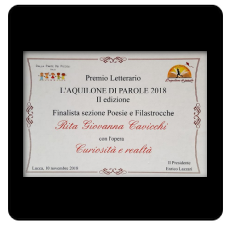 Premio Letterario
L'AQUILONE DI PAROLE 2018
II edizione
Finalista sezione Poesie e Filastrocche
Rita Giovanna Cavicchi
con l'opera
Curiosità e realtà
Lucca, 10 novembre 2018
Il Presidente